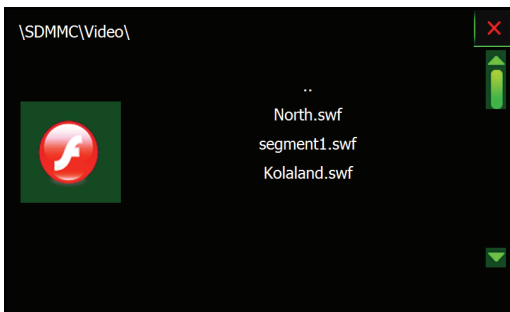 \SDMMC\Video\
..
North.swf
segment1.swf
Kolaland.swf